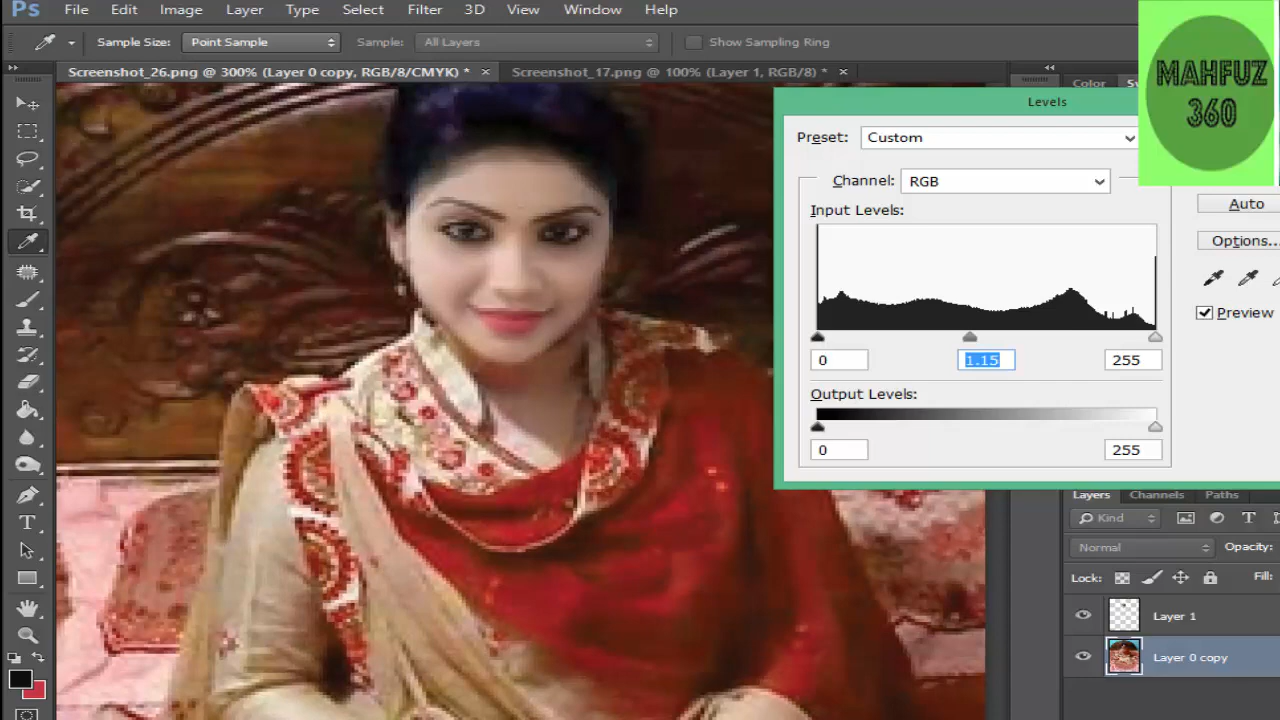 Ps File Edit Image Layer Type Select Filter 3D View Window Help
Sample Size: Point Sample Sample: All Layers Show Sampling Ring
Screenshot_26.png @ 300% (Layer 0 copy, RGB/8/CMYK) * × Screenshot_17.png @ 100% (Layer 1, RGB/8) * ×
Color
MAHFUZ
360
Levels
Preset: Custom
Channel: RGB
Input Levels:
0 1.15 255
Output Levels:
0 255
Auto
Options...
Preview
Layers Channels Paths
Kind
Normal Opacity:
Lock: Fill:
Layer 1
Layer 0 copy